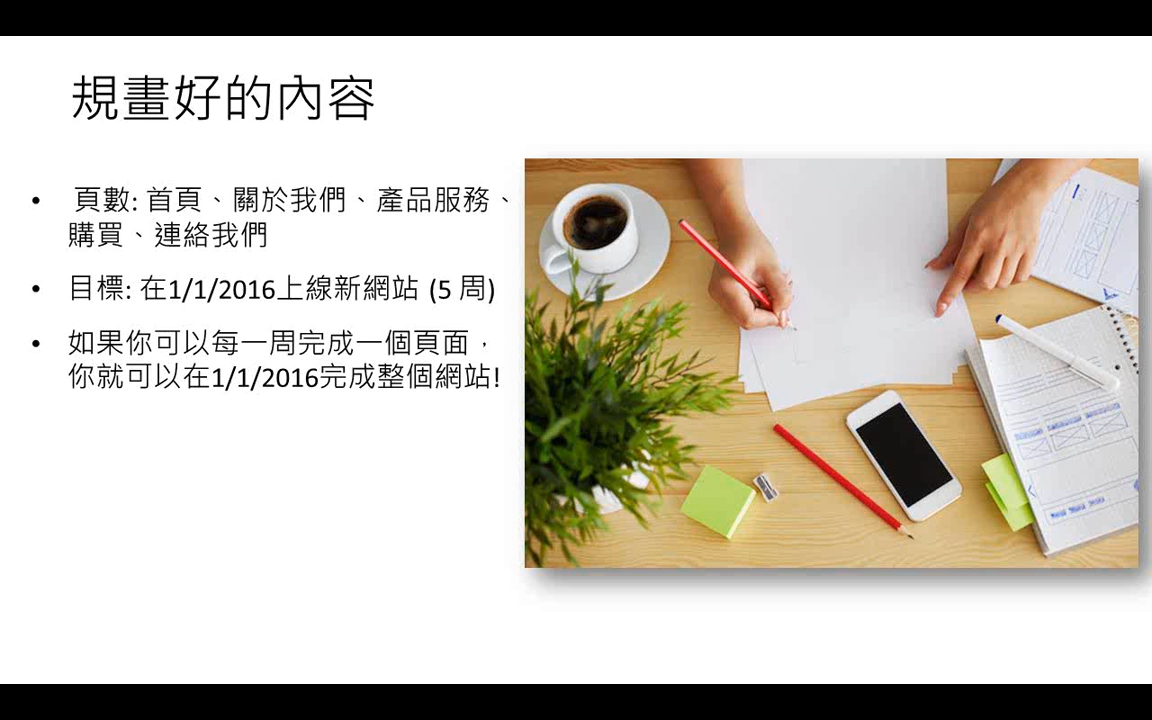 規畫好的內容
• 頁數: 首頁、關於我們、產品服務、
購買、連絡我們
• 目標: 在1/1/2016上線新網站 (5 周)
• 如果你可以每一周完成一個頁面，
你就可以在1/1/2016完成整個網站!